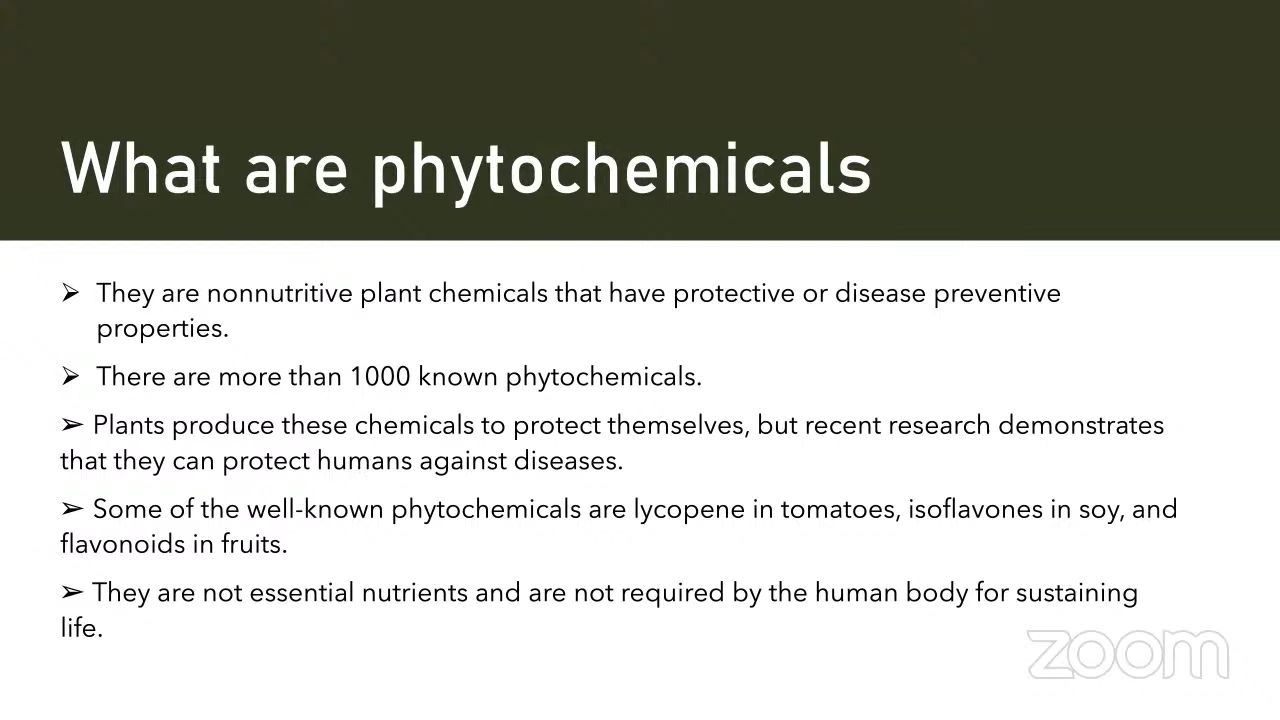 What are phytochemicals
➢ They are nonnutritive plant chemicals that have protective or disease preventive
properties.
➢ There are more than 1000 known phytochemicals.
➢ Plants produce these chemicals to protect themselves, but recent research demonstrates
that they can protect humans against diseases.
➢ Some of the well-known phytochemicals are lycopene in tomatoes, isoflavones in soy, and
flavonoids in fruits.
➢ They are not essential nutrients and are not required by the human body for sustaining
life.
zoom